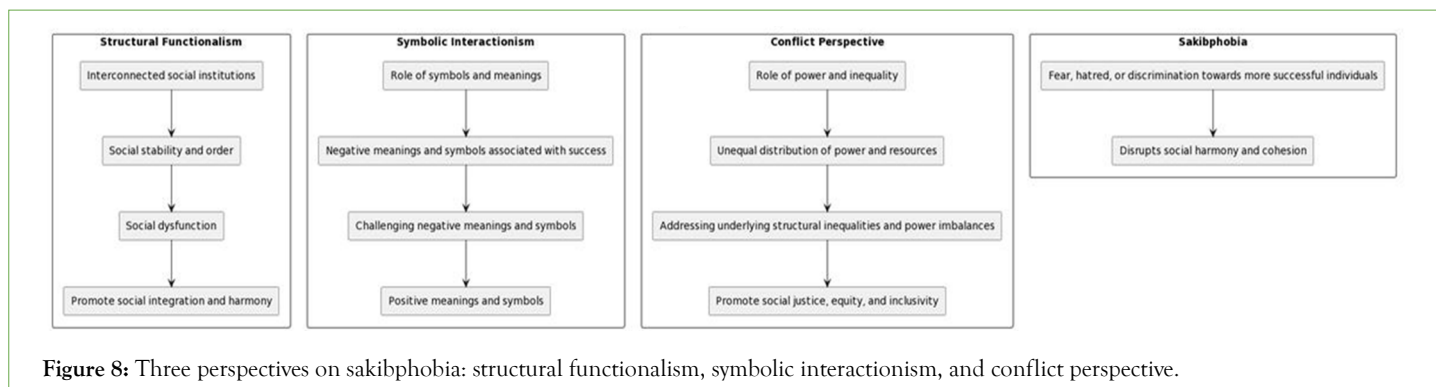 Structural Functionalism
Interconnected social institutions
Social stability and order
Social dysfunction
Promote social integration and harmony
Symbolic Interactionism
Role of symbols and meanings
Negative meanings and symbols associated with success
Challenging negative meanings and symbols
Positive meanings and symbols
Conflict Perspective
Role of power and inequality
Unequal distribution of power and resources
Addressing underlying structural inequalities and power imbalances
Promote social justice, equity, and inclusivity
Sakibphobia
Fear, hatred, or discrimination towards more successful individuals
Disrupts social harmony and cohesion
Figure 8: Three perspectives on sakibphobia: structural functionalism, symbolic interactionism, and conflict perspective.